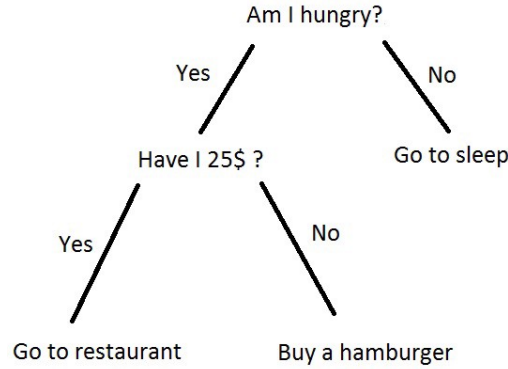 Am I hungry?
Yes
No
Have I 25$ ?
Go to sleep
Yes
No
Go to restaurant
Buy a hamburger